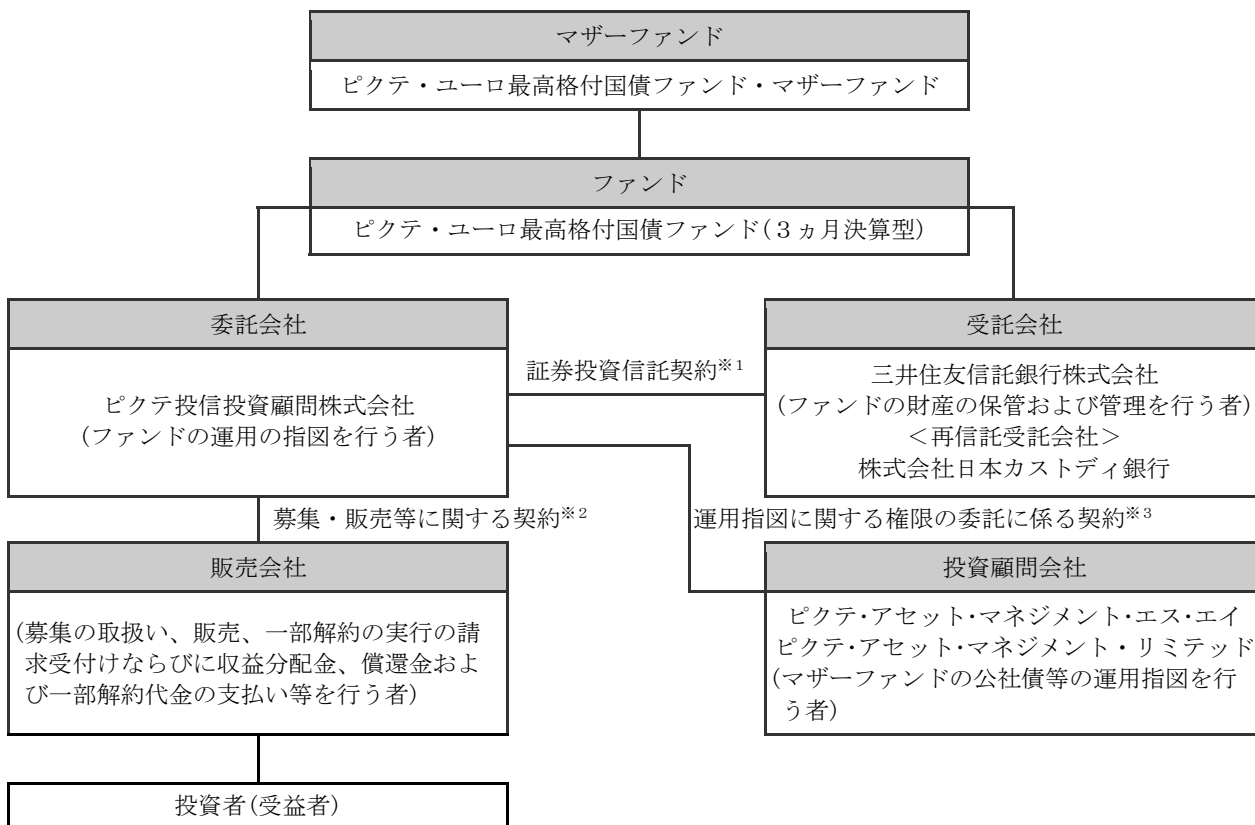 マザーファンド
ピクテ・ユーロ最高格付国債ファンド・マザーファンド
ファンド
ピクテ・ユーロ最高格付国債ファンド(３ヵ月決算型)
委託会社
ピクテ投信投資顧問株式会社
(ファンドの運用の指図を行う者)
証券投資信託契約※1
受託会社
三井住友信託銀行株式会社
(ファンドの財産の保管および管理を行う者)
＜再信託受託会社＞
株式会社日本カストディ銀行
募集・販売等に関する契約※2
運用指図に関する権限の委託に係る契約※3
販売会社
(募集の取扱い、販売、一部解約の実行の請
求受付けならびに収益分配金、償還金およ
び一部解約代金の支払い等を行う者)
投資顧問会社
ピクテ・アセット・マネジメント・エス・エイ
ピクテ・アセット・マネジメント・リミテッド
(マザーファンドの公社債等の運用指図を行
う者)
投資者(受益者)